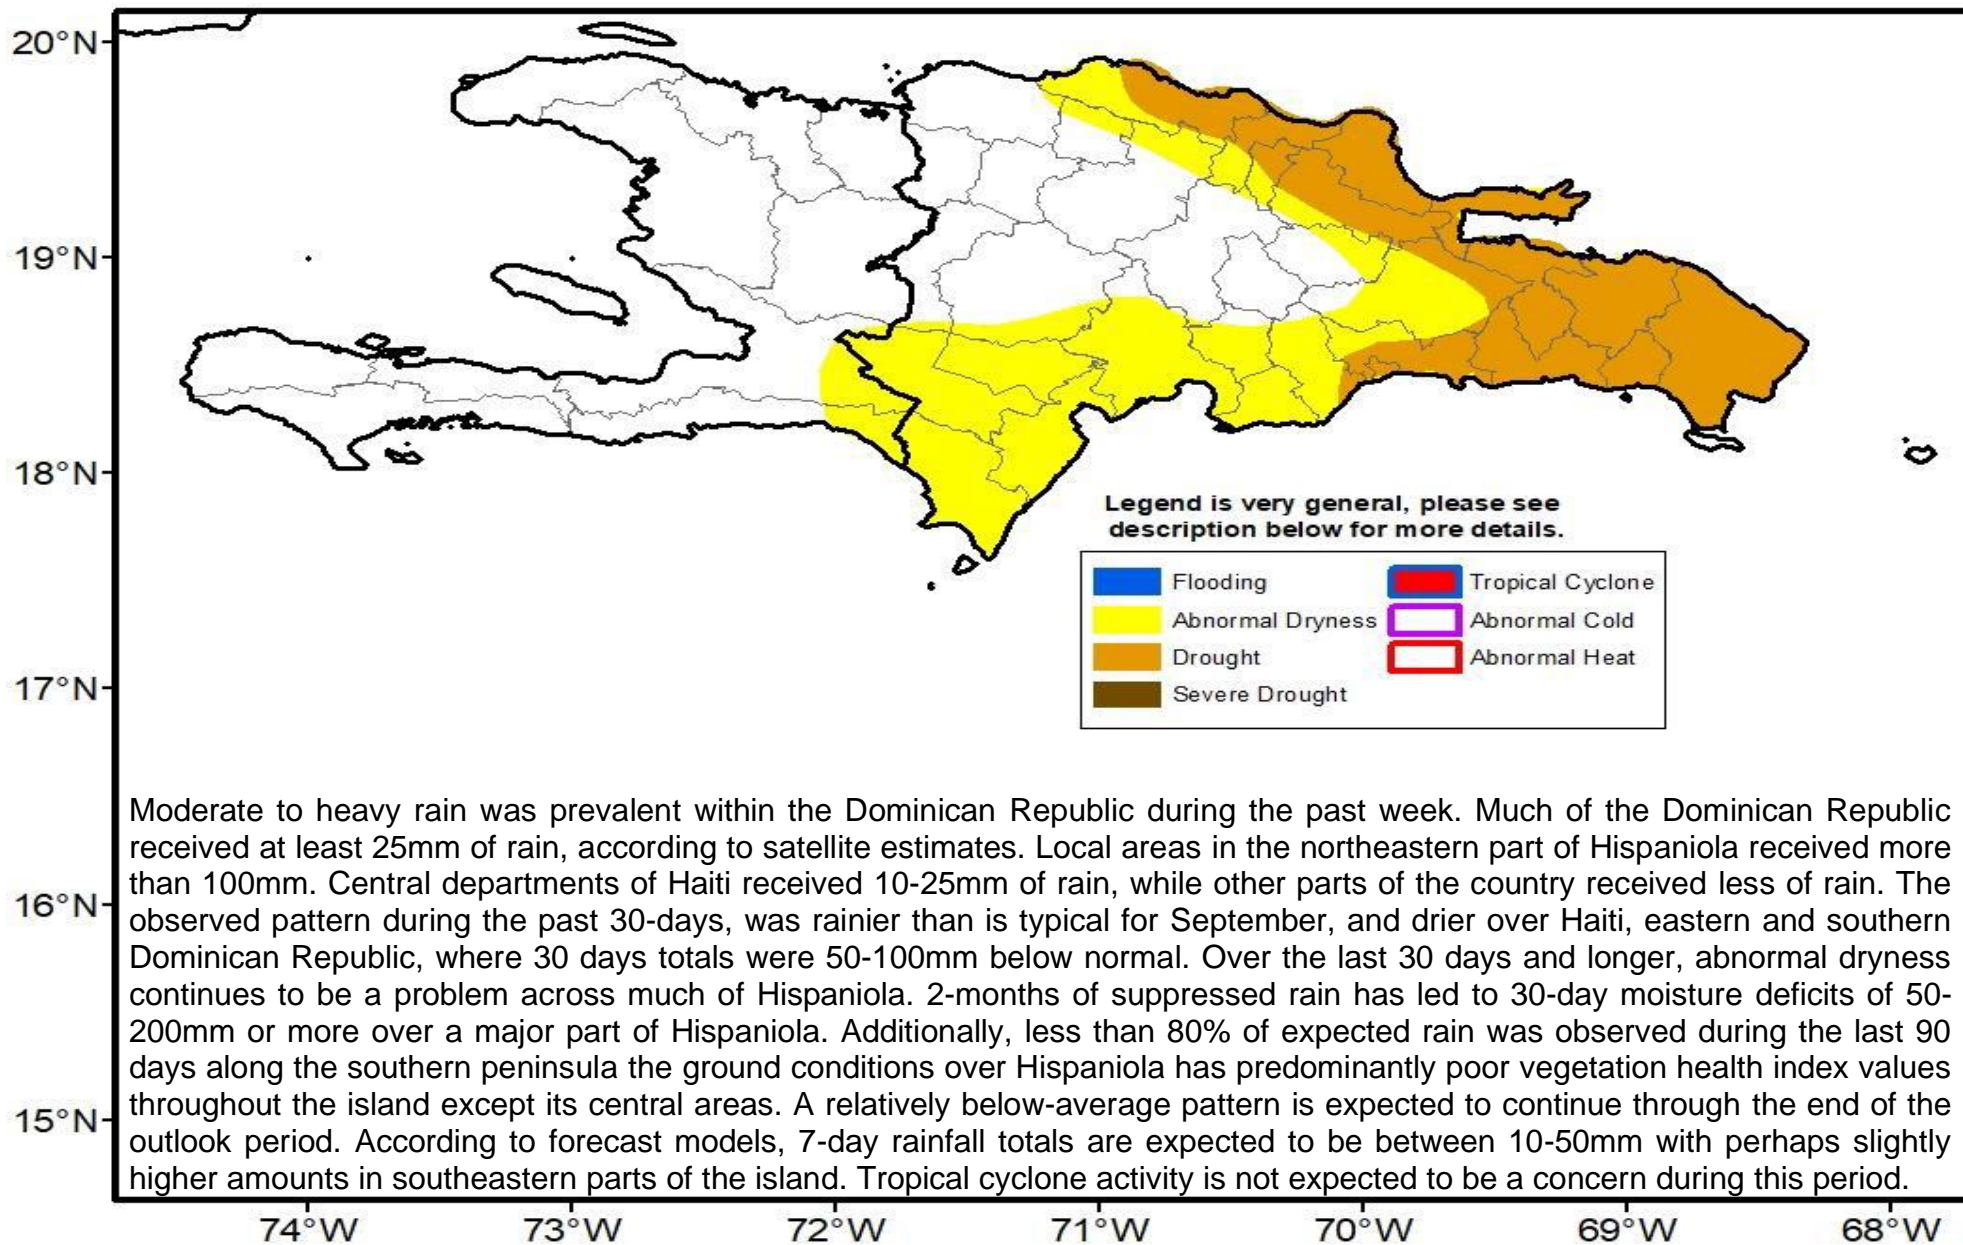 20°N
19°N
18°N
17°N
16°N
15°N
Legend is very general, please see
description below for more details.
Flooding
Tropical Cyclone
Abnormal Dryness
Abnormal Cold
Drought
Abnormal Heat
Severe Drought
Moderate to heavy rain was prevalent within the Dominican Republic during the past week. Much of the Dominican Republic
received at least 25mm of rain, according to satellite estimates. Local areas in the northeastern part of Hispaniola received more
than 100mm. Central departments of Haiti received 10-25mm of rain, while other parts of the country received less of rain. The
observed pattern during the past 30-days, was rainier than is typical for September, and drier over Haiti, eastern and southern
Dominican Republic, where 30 days totals were 50-100mm below normal. Over the last 30 days and longer, abnormal dryness
continues to be a problem across much of Hispaniola. 2-months of suppressed rain has led to 30-day moisture deficits of 50-
200mm or more over a major part of Hispaniola. Additionally, less than 80% of expected rain was observed during the last 90
days along the southern peninsula the ground conditions over Hispaniola has predominantly poor vegetation health index values
throughout the island except its central areas. A relatively below-average pattern is expected to continue through the end of the
outlook period. According to forecast models, 7-day rainfall totals are expected to be between 10-50mm with perhaps slightly
higher amounts in southeastern parts of the island. Tropical cyclone activity is not expected to be a concern during this period.
74°W 73°W 72°W 71°W 70°W 69°W 68°W